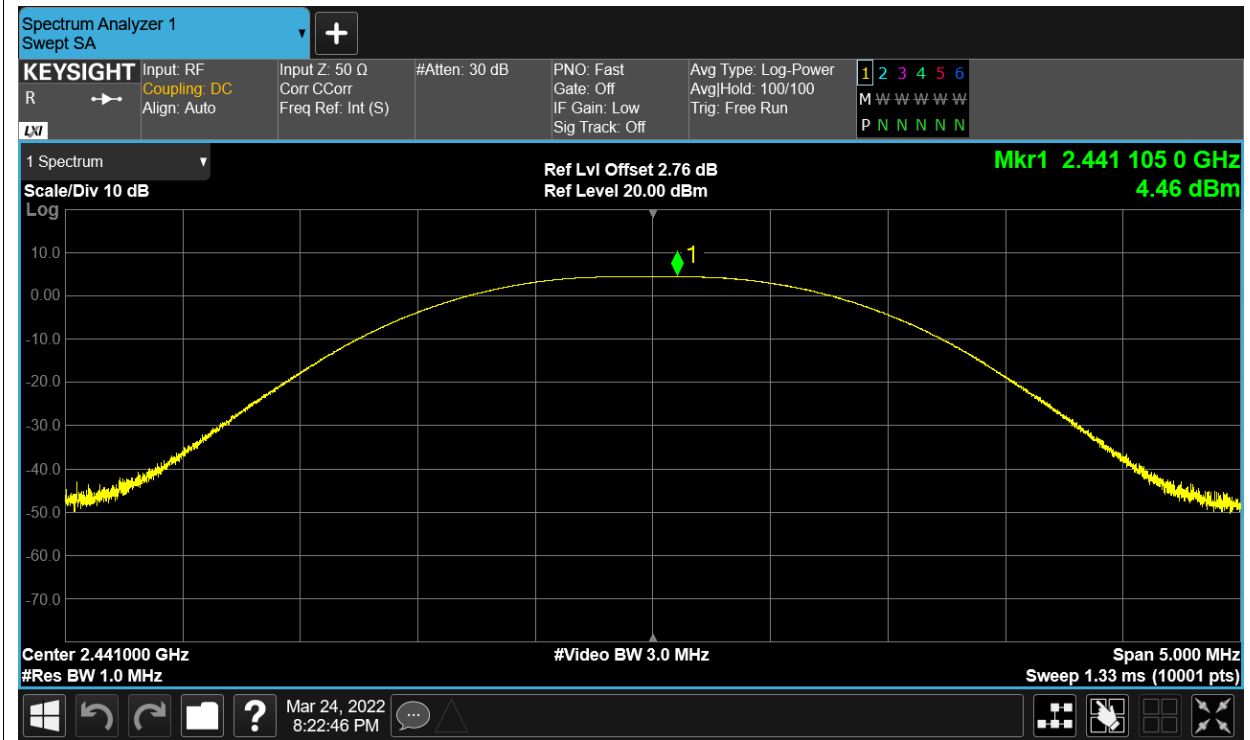 Spectrum Analyzer 1
Swept SA
KEYSIGHT
R
LXI
Input: RF
Coupling: DC
Align: Auto
Input Z: 50 Ω
Corr CCorr
Freq Ref: Int (S)
#Atten: 30 dB
PNO: Fast
Gate: Off
IF Gain: Low
Sig Track: Off
Avg Type: Log-Power
Avg|Hold: 100/100
Trig: Free Run
1 2 3 4 5 6
M W W W W W
P N N N N N
1 Spectrum
Scale/Div 10 dB
Log
Ref Lvl Offset 2.76 dB
Ref Level 20.00 dBm
Mkr1 2.441 105 0 GHz
4.46 dBm
1
10.0
0.00
-10.0
-20.0
-30.0
-40.0
-50.0
-60.0
-70.0
Center 2.441000 GHz
#Res BW 1.0 MHz
#Video BW 3.0 MHz
Span 5.000 MHz
Sweep 1.33 ms (10001 pts)
?
Mar 24, 2022
8:22:46 PM